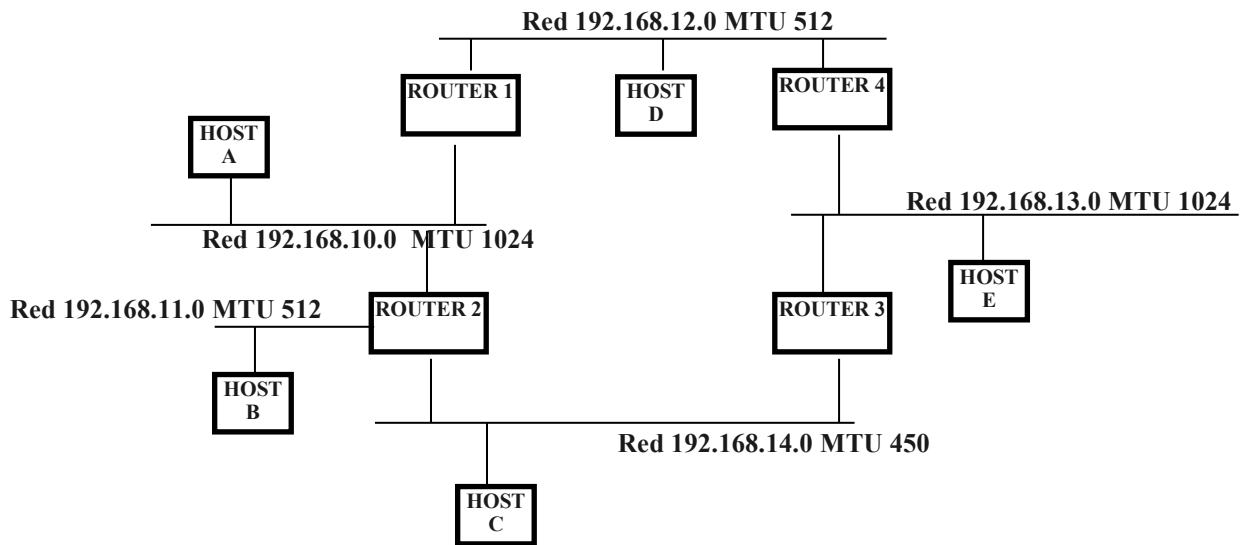 Red 192.168.12.0 MTU 512
ROUTER 1
HOST
D
ROUTER 4
HOST
A
Red 192.168.13.0 MTU 1024
Red 192.168.10.0 MTU 1024
HOST
E
Red 192.168.11.0 MTU 512
ROUTER 2
ROUTER 3
HOST
B
Red 192.168.14.0 MTU 450
HOST
C